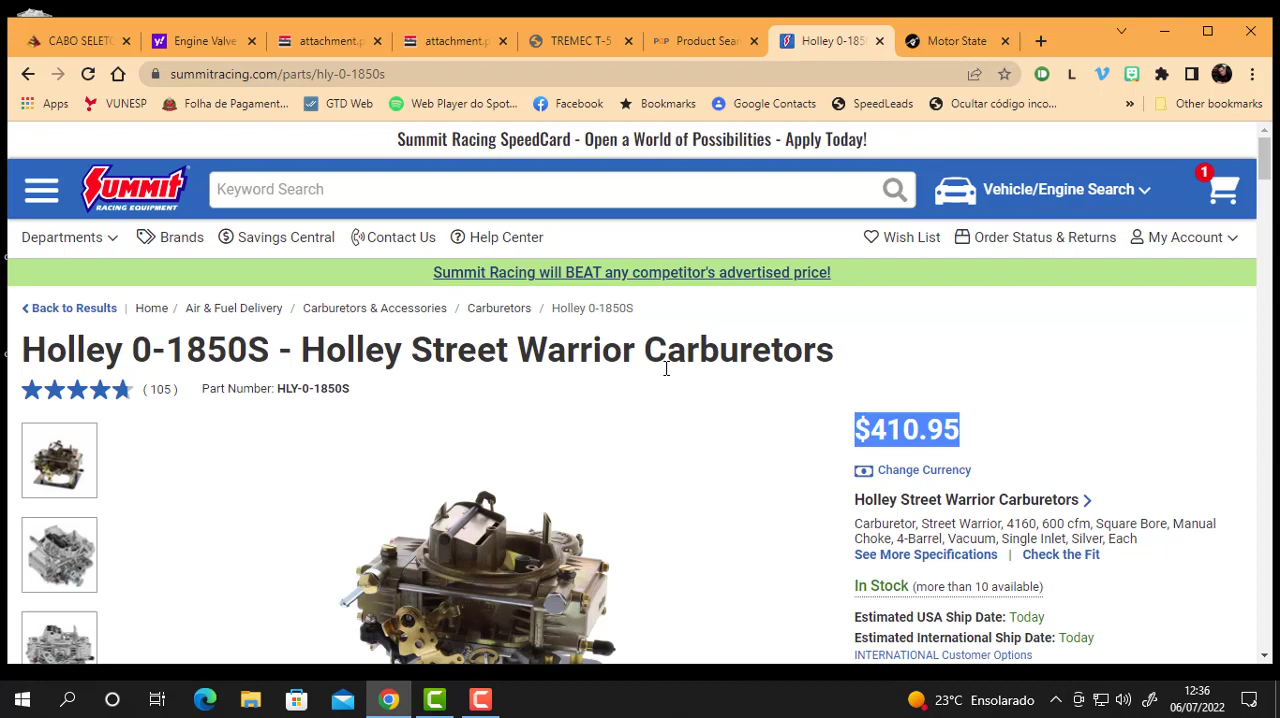 CABO SELETO
Engine Valve
attachment.p
attachment.p
TREMEC T-5
POP Product Sear
Holley 0-185
Motor State
summitracing.com/parts/hly-0-1850s
L
Apps
VUNESP
Folha de Pagament...
GTD Web
Web Player do Spot...
Facebook
Bookmarks
Google Contacts
SpeedLeads
Ocultar código inco...
»
Other bookmarks
Summit Racing SpeedCard - Open a World of Possibilities - Apply Today!
SUMMIT
RACING EQUIPMENT
Keyword Search
Vehicle/Engine Search
1
Departments
Brands
Savings Central
Contact Us
Help Center
Wish List
Order Status & Returns
My Account
Summit Racing will BEAT any competitor's advertised price!
Back to Results
Home / Air & Fuel Delivery / Carburetors & Accessories / Carburetors / Holley 0-1850S
Holley 0-1850S - Holley Street Warrior Carburetors
( 105 )
Part Number: HLY-0-1850S
$410.95
Change Currency
Holley Street Warrior Carburetors
Carburetor, Street Warrior, 4160, 600 cfm, Square Bore, Manual
Choke, 4-Barrel, Vacuum, Single Inlet, Silver, Each
See More Specifications | Check the Fit
In Stock (more than 10 available)
Estimated USA Ship Date: Today
Estimated International Ship Date: Today
INTERNATIONAL Customer Options
23°C Ensolarado
12:36
06/07/2022